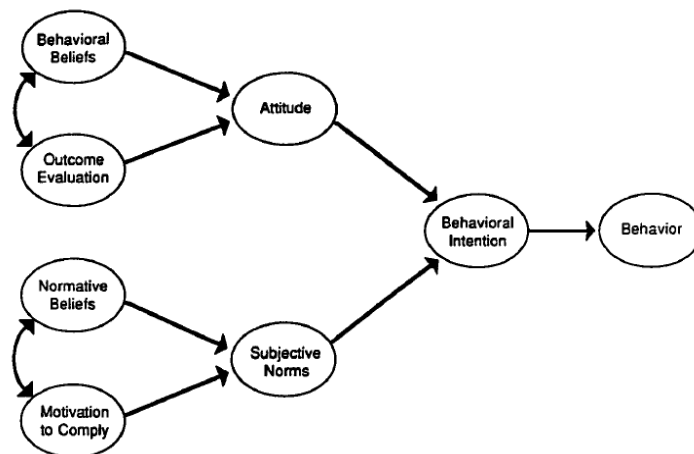 Behavioral
Beliefs
Attitude
Outcome
Evaluation
Behavioral
Intention
Behavior
Normative
Beliefs
Subjective
Norms
Motivation
to Comply